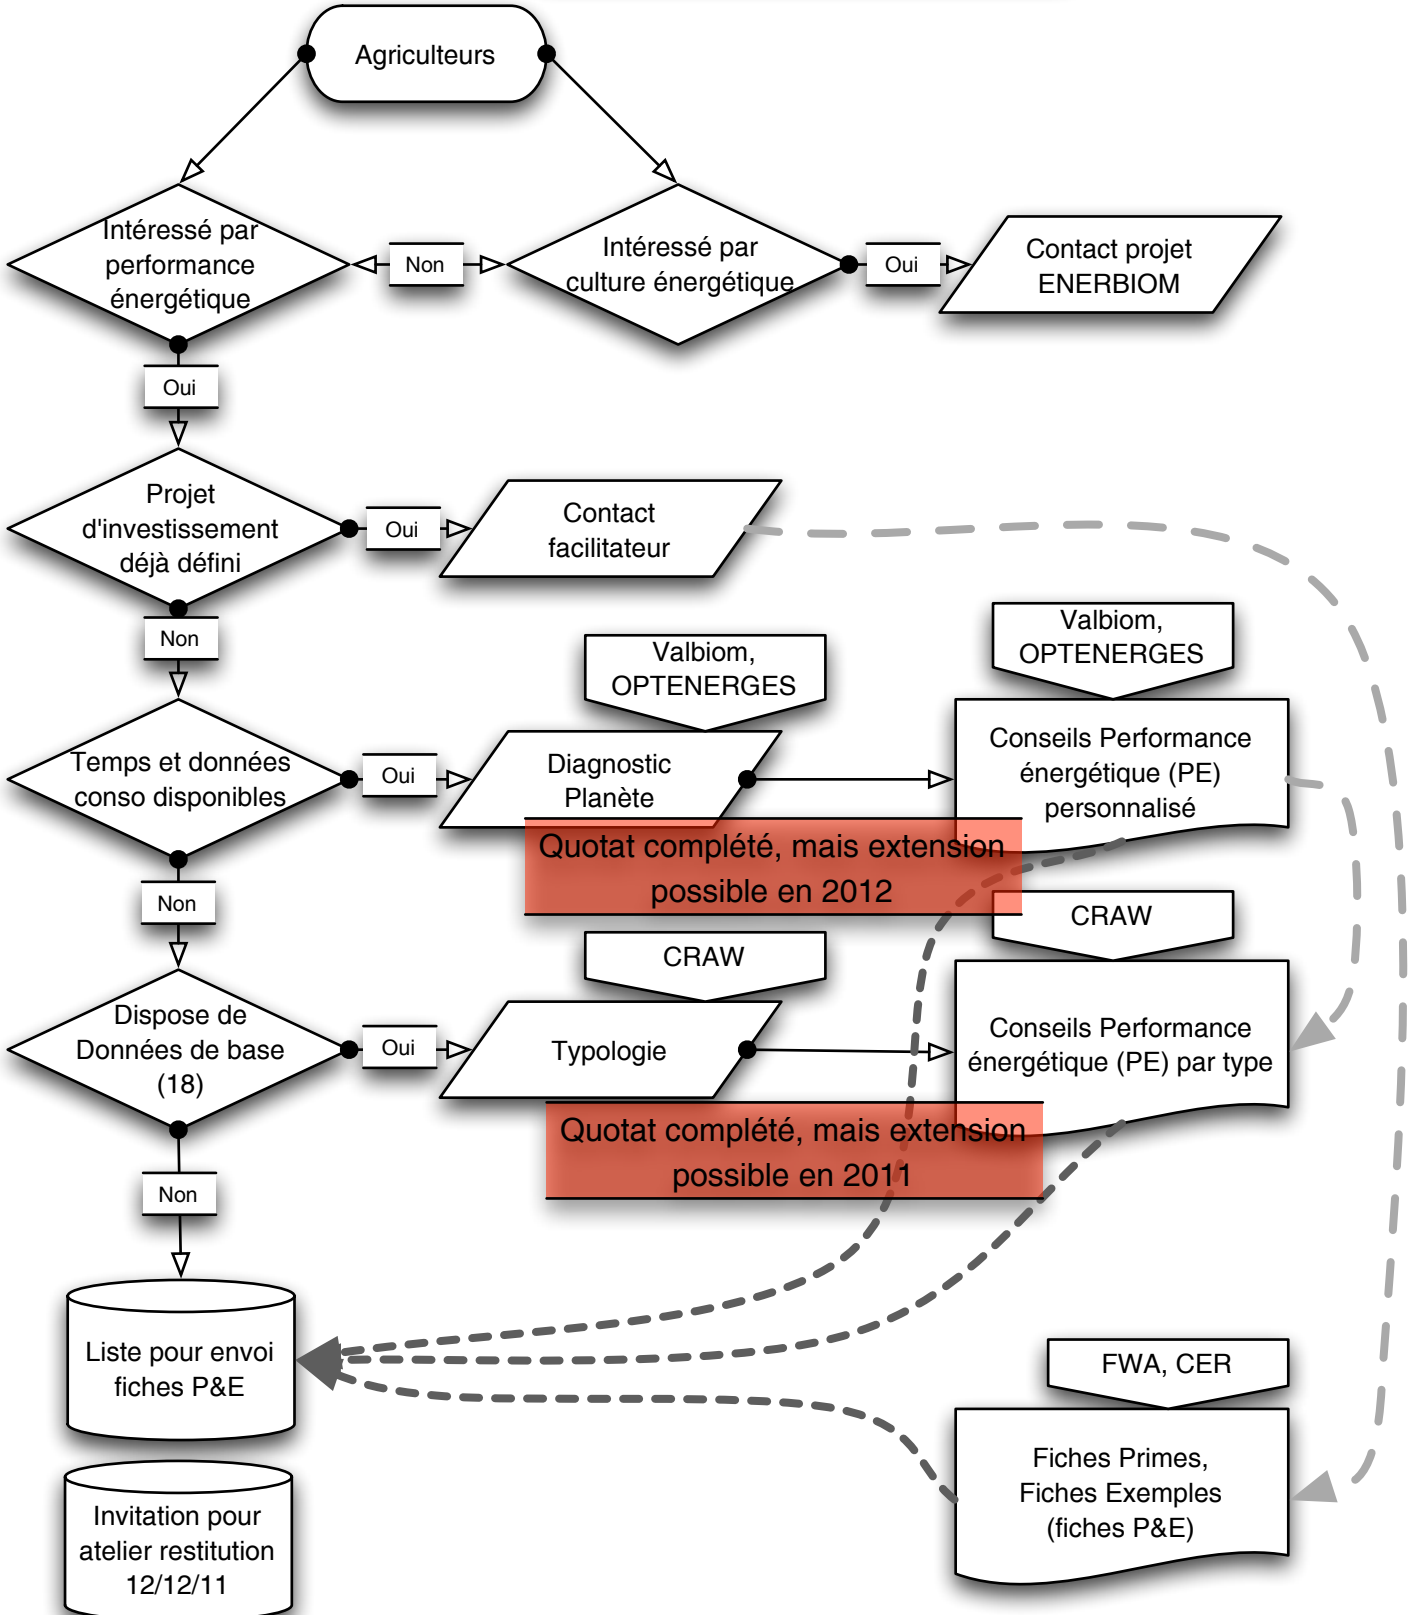 Agriculteurs
Intéressé par
performance
énergétique
Non
Intéressé par
culture énergétique
Oui
Contact projet
ENERBIOM
Oui
Projet
d'investissement
déjà défini
Oui
Contact
facilitateur
Non
Valbiom,
OPTENERGES
Valbiom,
OPTENERGES
Temps et données
conso disponibles
Oui
Diagnostic
Planète
Conseils Performance
énergétique (PE)
personnalisé
Quotat complété, mais extension
possible en 2012
Non
CRAW
CRAW
Dispose de
Données de base
(18)
Oui
Typologie
Conseils Performance
énergétique (PE) par type
Quotat complété, mais extension
possible en 2011
Non
Liste pour envoi
fiches P&E
FWA, CER
Fiches Primes,
Fiches Exemples
(fiches P&E)
Invitation pour
atelier restitution
12/12/11